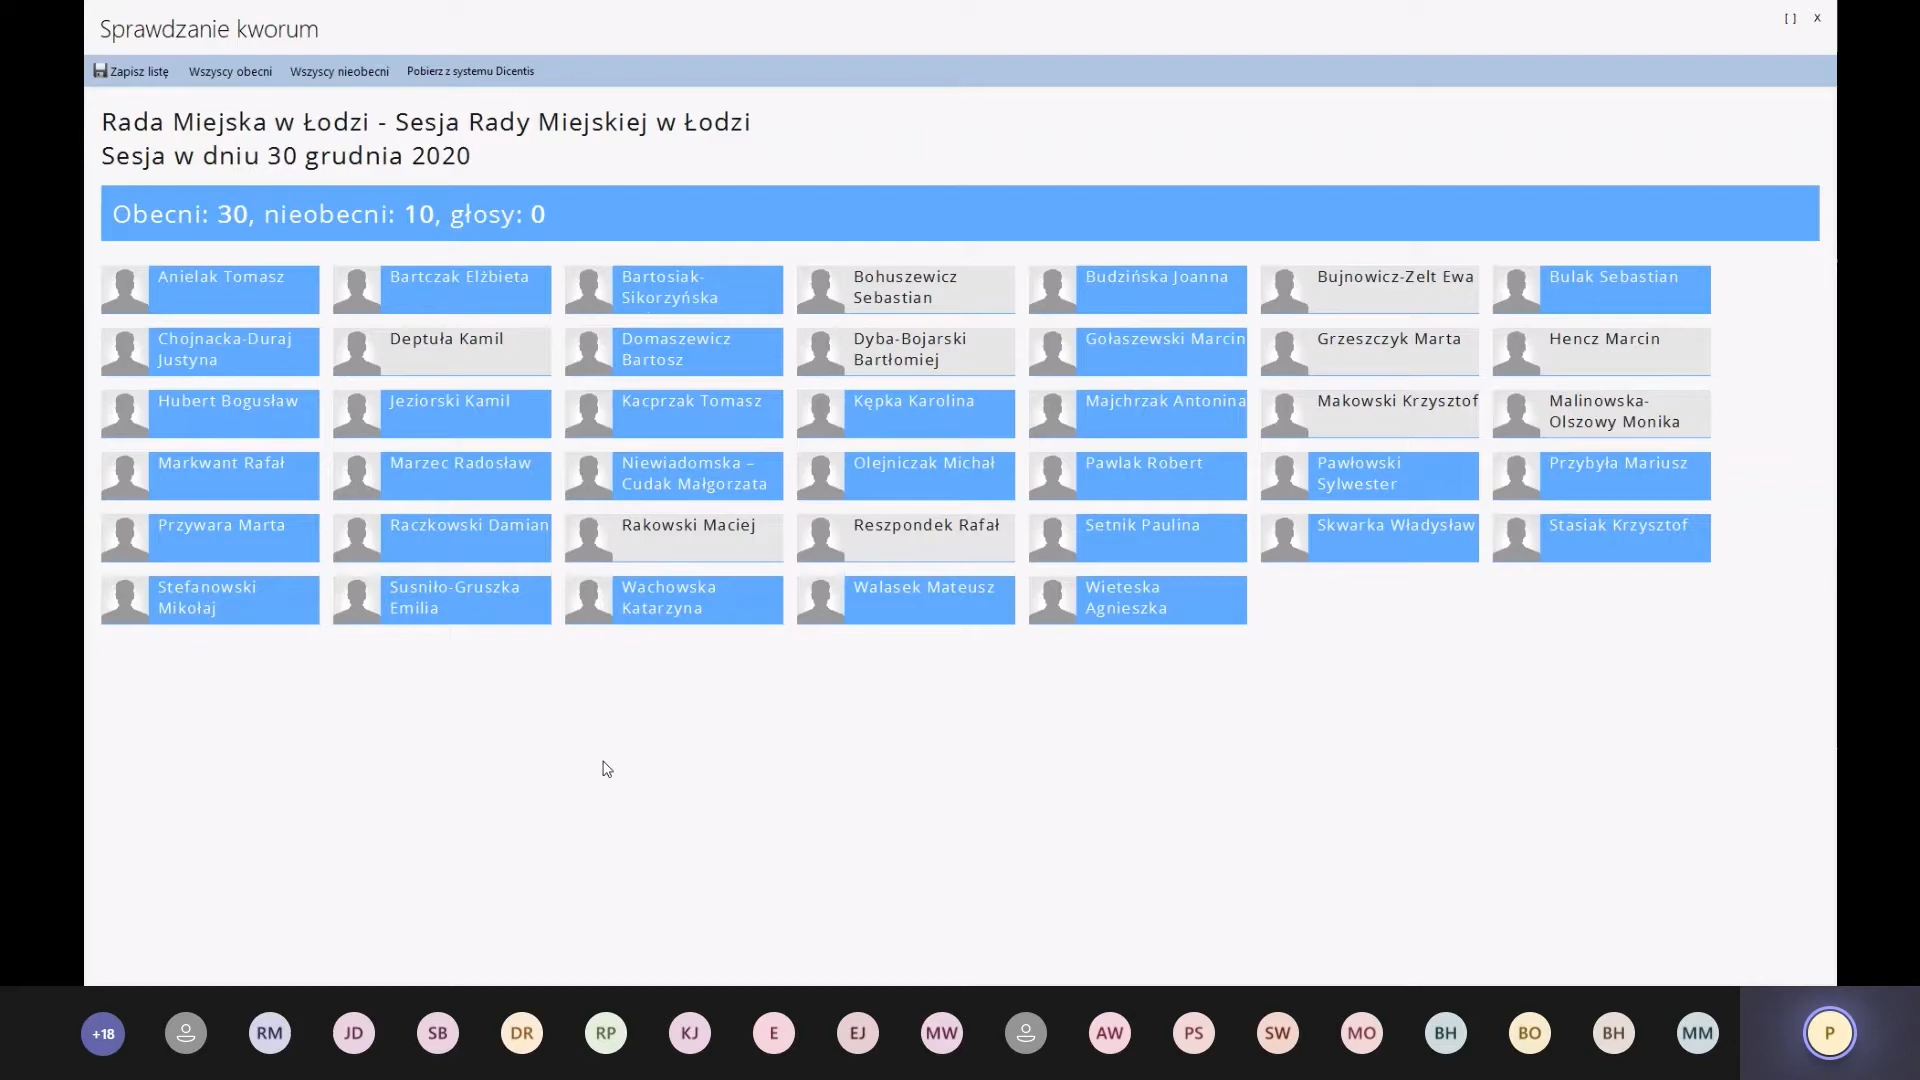 Sprawdzanie kworum
[ ] x
Zapisz listę Wszyscy obecni Wszyscy nieobecni Pobierz z systemu Dicentis
Rada Miejska w Łodzi - Sesja Rady Miejskiej w Łodzi
Sesja w dniu 30 grudnia 2020
Obecni: 30, nieobecni: 10, głosy: 0
Anielak Tomasz
Bartczak Elżbieta
Bartosiak-
Sikorzyńska
Bohuszewicz
Sebastian
Budzińska Joanna
Bujnowicz-Zelt Ewa
Bulak Sebastian
Chojnacka-Duraj
Justyna
Deptuła Kamil
Domaszewicz
Bartosz
Dyba-Bojarski
Bartłomiej
Gołaszewski Marcin
Grzeszczyk Marta
Hencz Marcin
Hubert Bogusław
Jeziorski Kamil
Kacprzak Tomasz
Kępka Karolina
Majchrzak Antonina
Makowski Krzysztof
Malinowska-
Olszowy Monika
Markwant Rafał
Marzec Radosław
Niewiadomska –
Cudak Małgorzata
Olejniczak Michał
Pawlak Robert
Pawłowski
Sylwester
Przybyła Mariusz
Przywara Marta
Raczkowski Damian
Rakowski Maciej
Reszpondek Rafał
Setnik Paulina
Skwarka Władysław
Stasiak Krzysztof
Stefanowski
Mikołaj
Susniło-Gruszka
Emilia
Wachowska
Katarzyna
Walasek Mateusz
Wieteska
Agnieszka
+18 RM JD SB DR RP KJ E EJ MW AW PS SW MO BH BO BH MM P